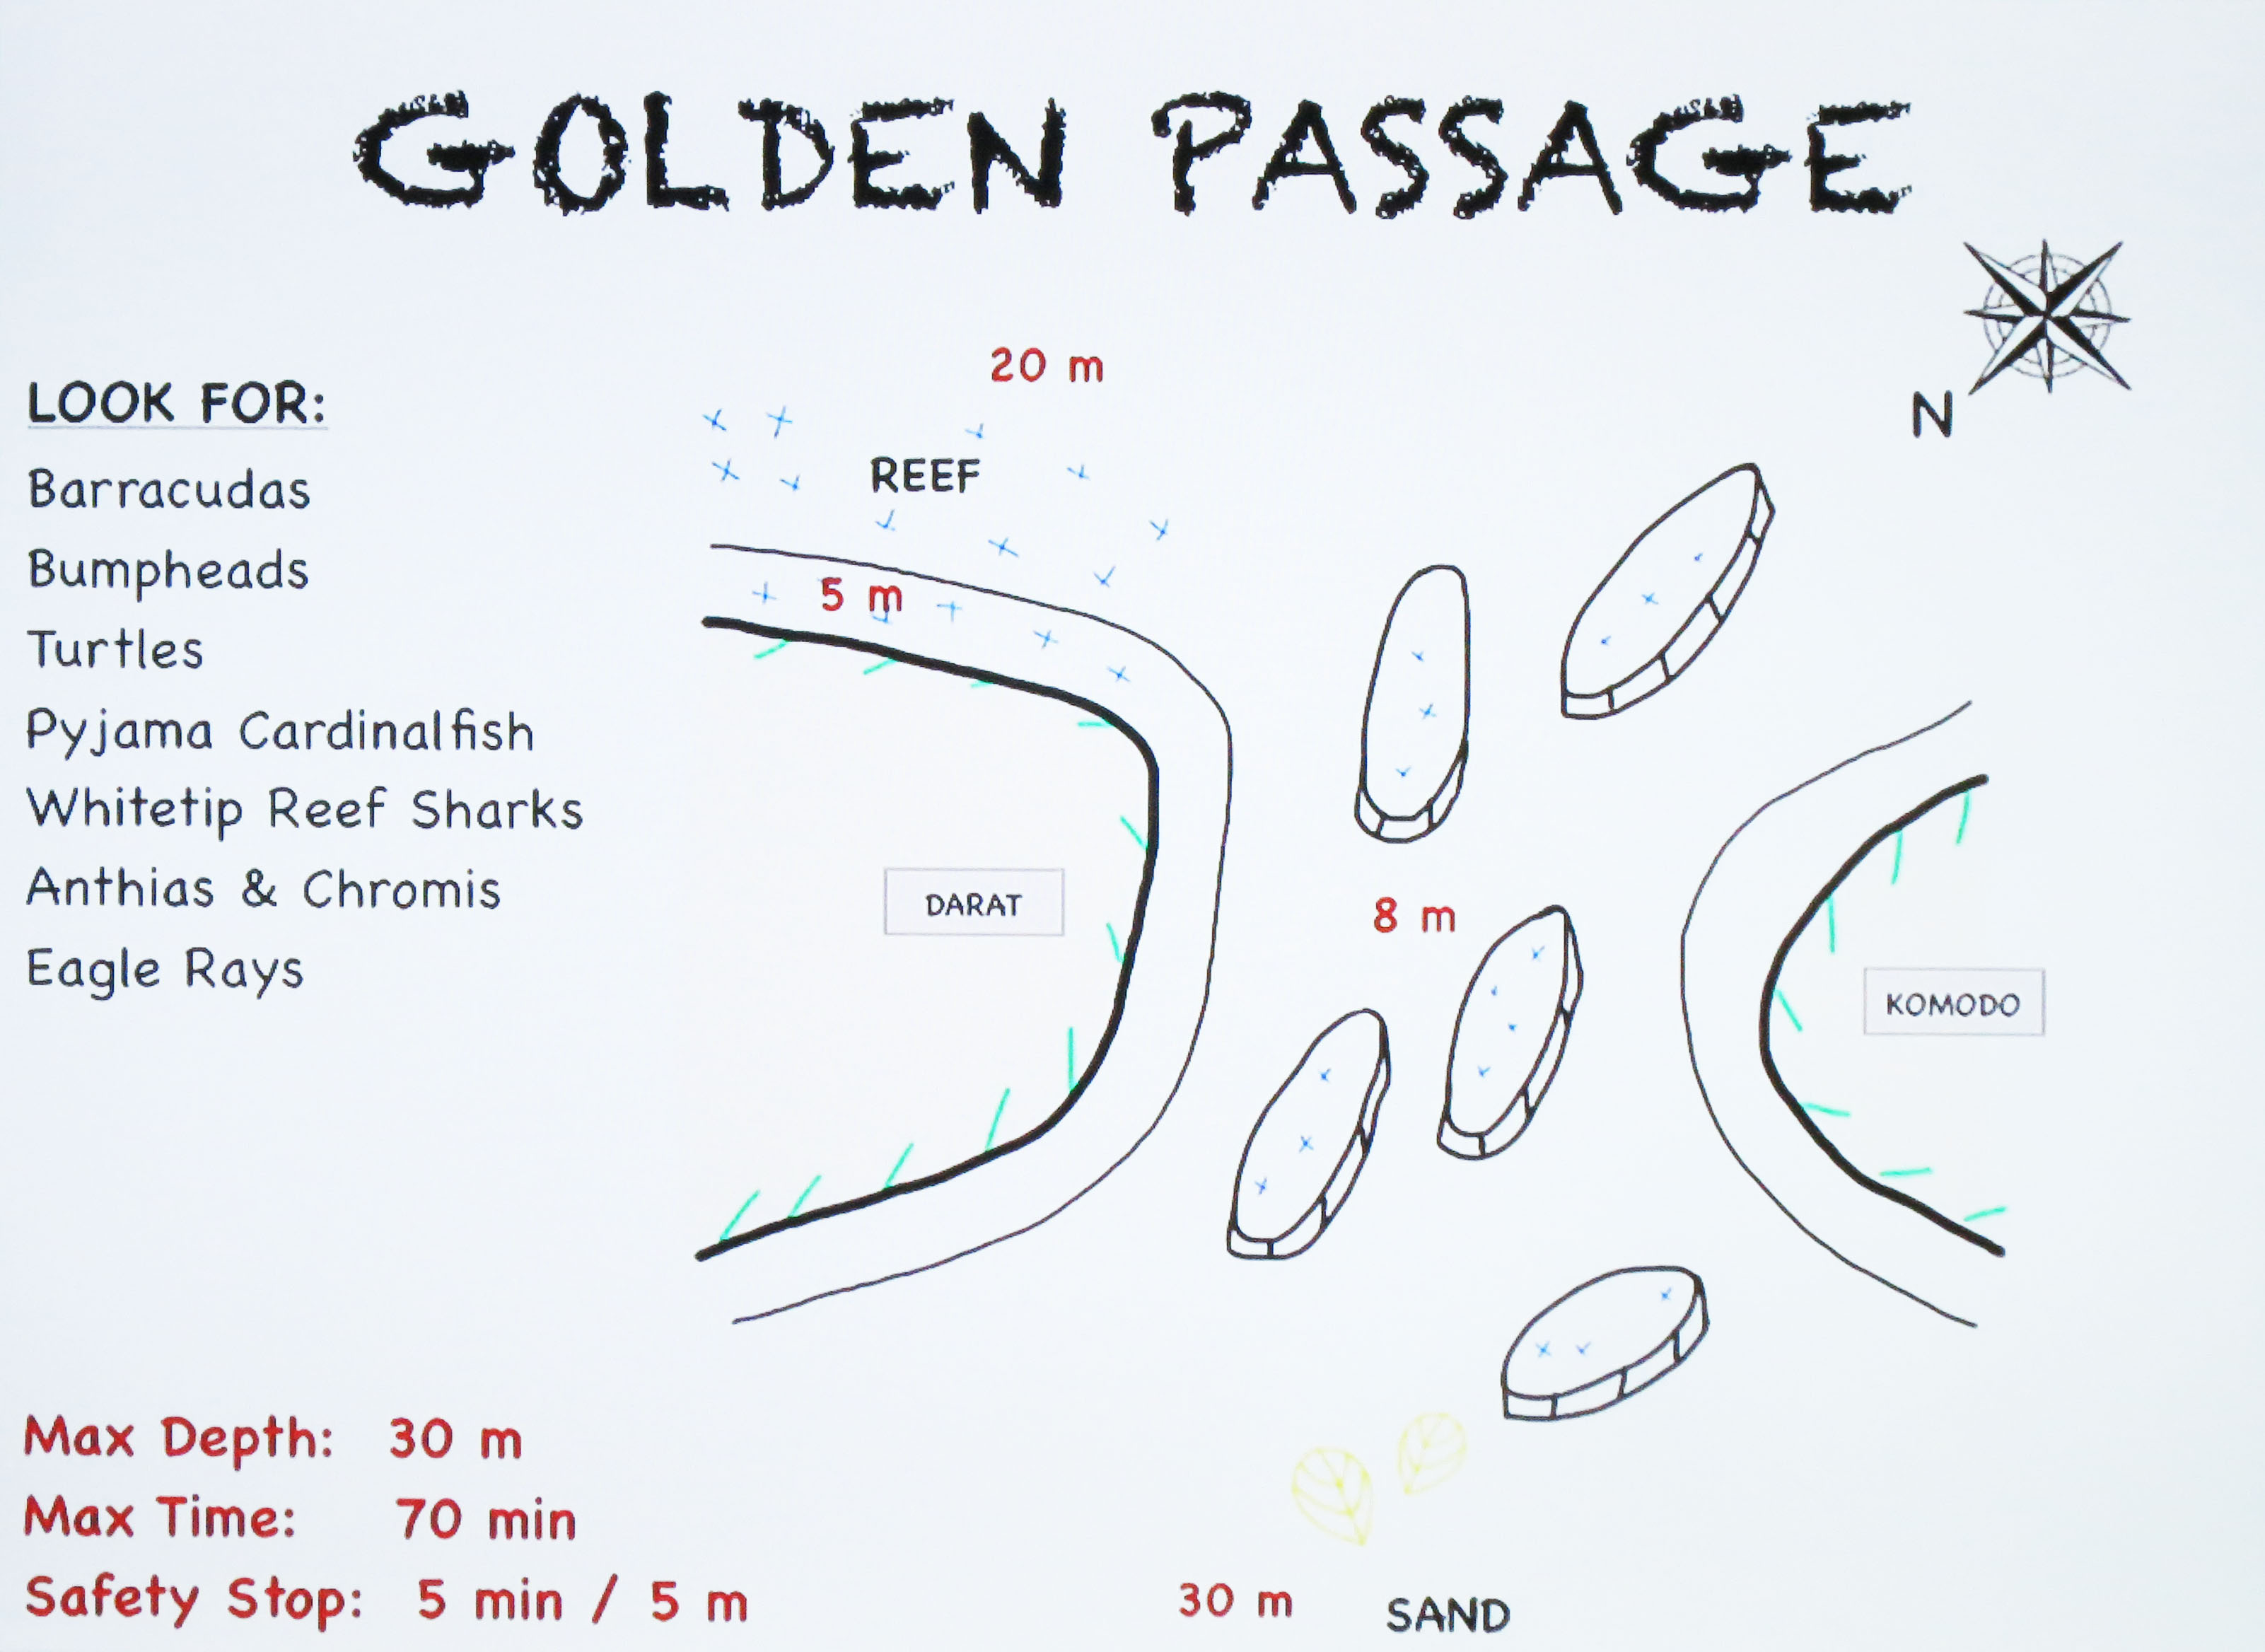 GOLDEN PASSAGE
N
20 m
LOOK FOR:
Barracudas
Bumpheads
Turtles
Pyjama Cardinalfish
Whitetip Reef Sharks
Anthias & Chromis
Eagle Rays
REEF
5 m
DARAT
8 m
KOMODO
Max Depth: 30 m
Max Time: 70 min
Safety Stop: 5 min / 5 m
30 m
SAND